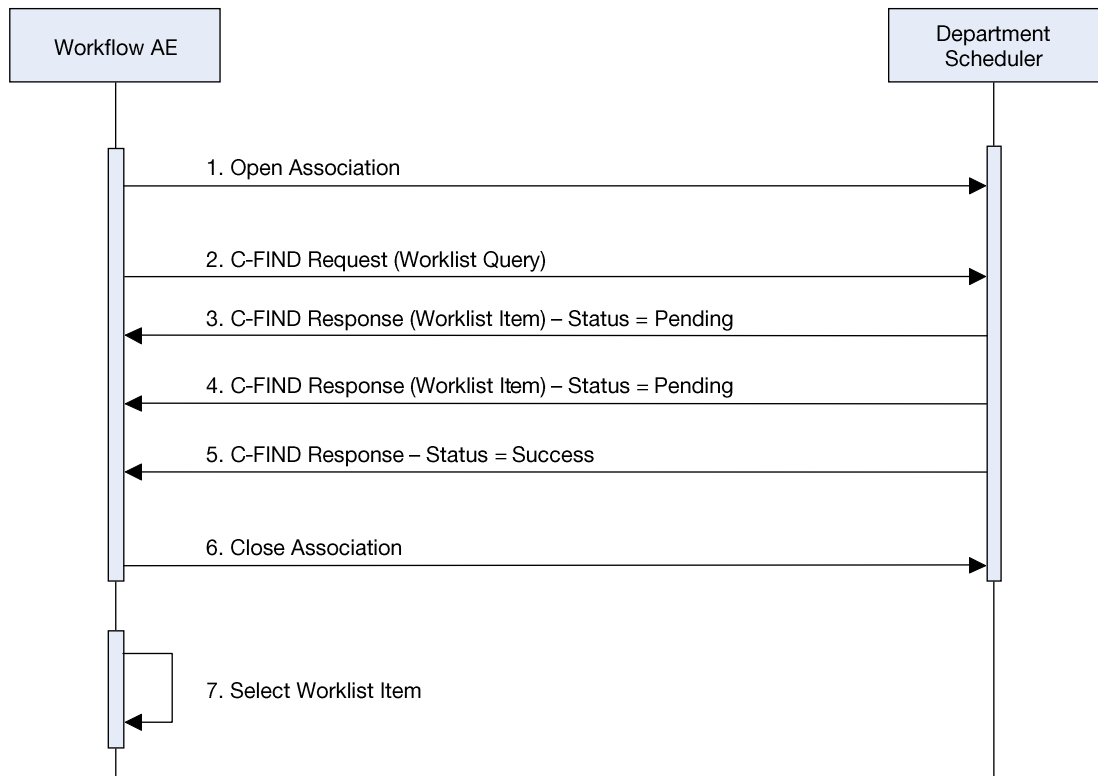 Workflow AE
Department
Scheduler
1. Open Association
2. C-FIND Request (Worklist Query)
3. C-FIND Response (Worklist Item) – Status = Pending
4. C-FIND Response (Worklist Item) – Status = Pending
5. C-FIND Response – Status = Success
6. Close Association
7. Select Worklist Item